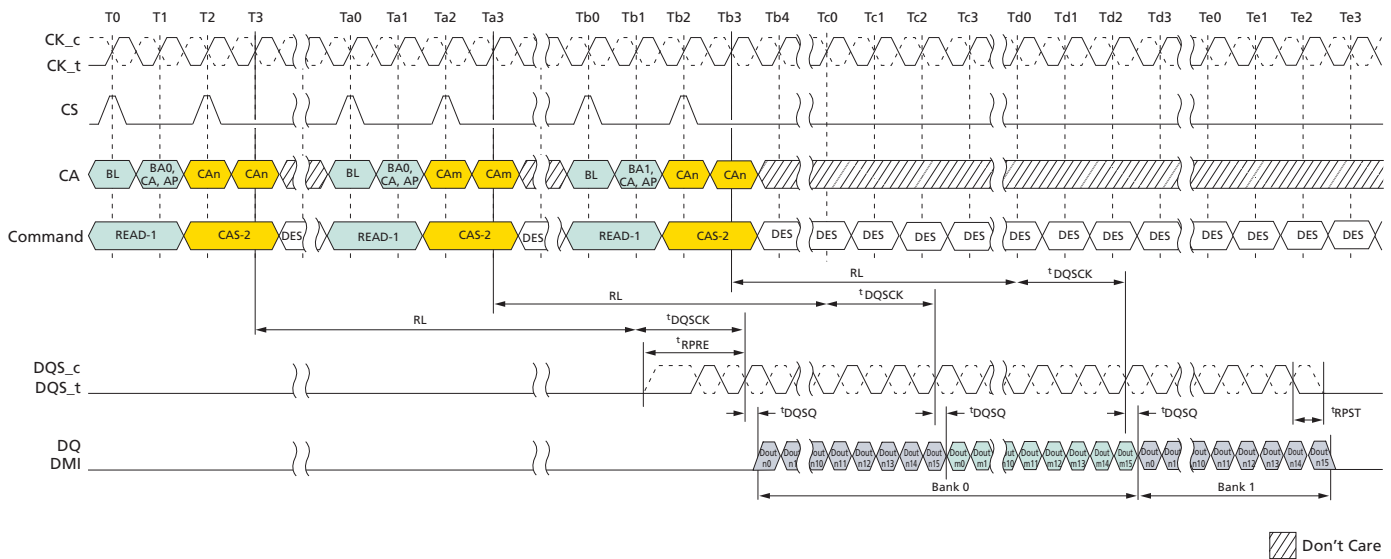 T0 T1 T2 T3 Ta0 Ta1 Ta2 Ta3 Tb0 Tb1 Tb2 Tb3 Tb4 Tc0 Tc1 Tc2 Tc3 Td0 Td1 Td2 Td3 Te0 Te1 Te2 Te3
CK_c
CK_t
CS
CA BL BA0, CA, AP CAn CAn BL BA0, CA, AP CAm CAm BL BA1, CA, AP CAn CAn
Command READ-1 CAS-2 DES READ-1 CAS-2 DES READ-1 CAS-2 DES DES DES DES DES DES DES DES DES DES DES DES DES
RL tDQSCK
RL tDQSCK
RL tDQSCK
tRPRE
DQS_c
DQS_t
tDQSQ tDQSQ tDQSQ tRPST
DQ
DMI
Dout n0 Dout n1 Dout n10 Dout n11 Dout n12 Dout n13 Dout n14 Dout n15 Dout m0 Dout m1 Dout n10 Dout m11 Dout m12 Dout m13 Dout m14 Dout m15 Dout n0 Dout n1 Dout n10 Dout n11 Dout n12 Dout n13 Dout n14 Dout n15
Bank 0 Bank 1
Don't Care